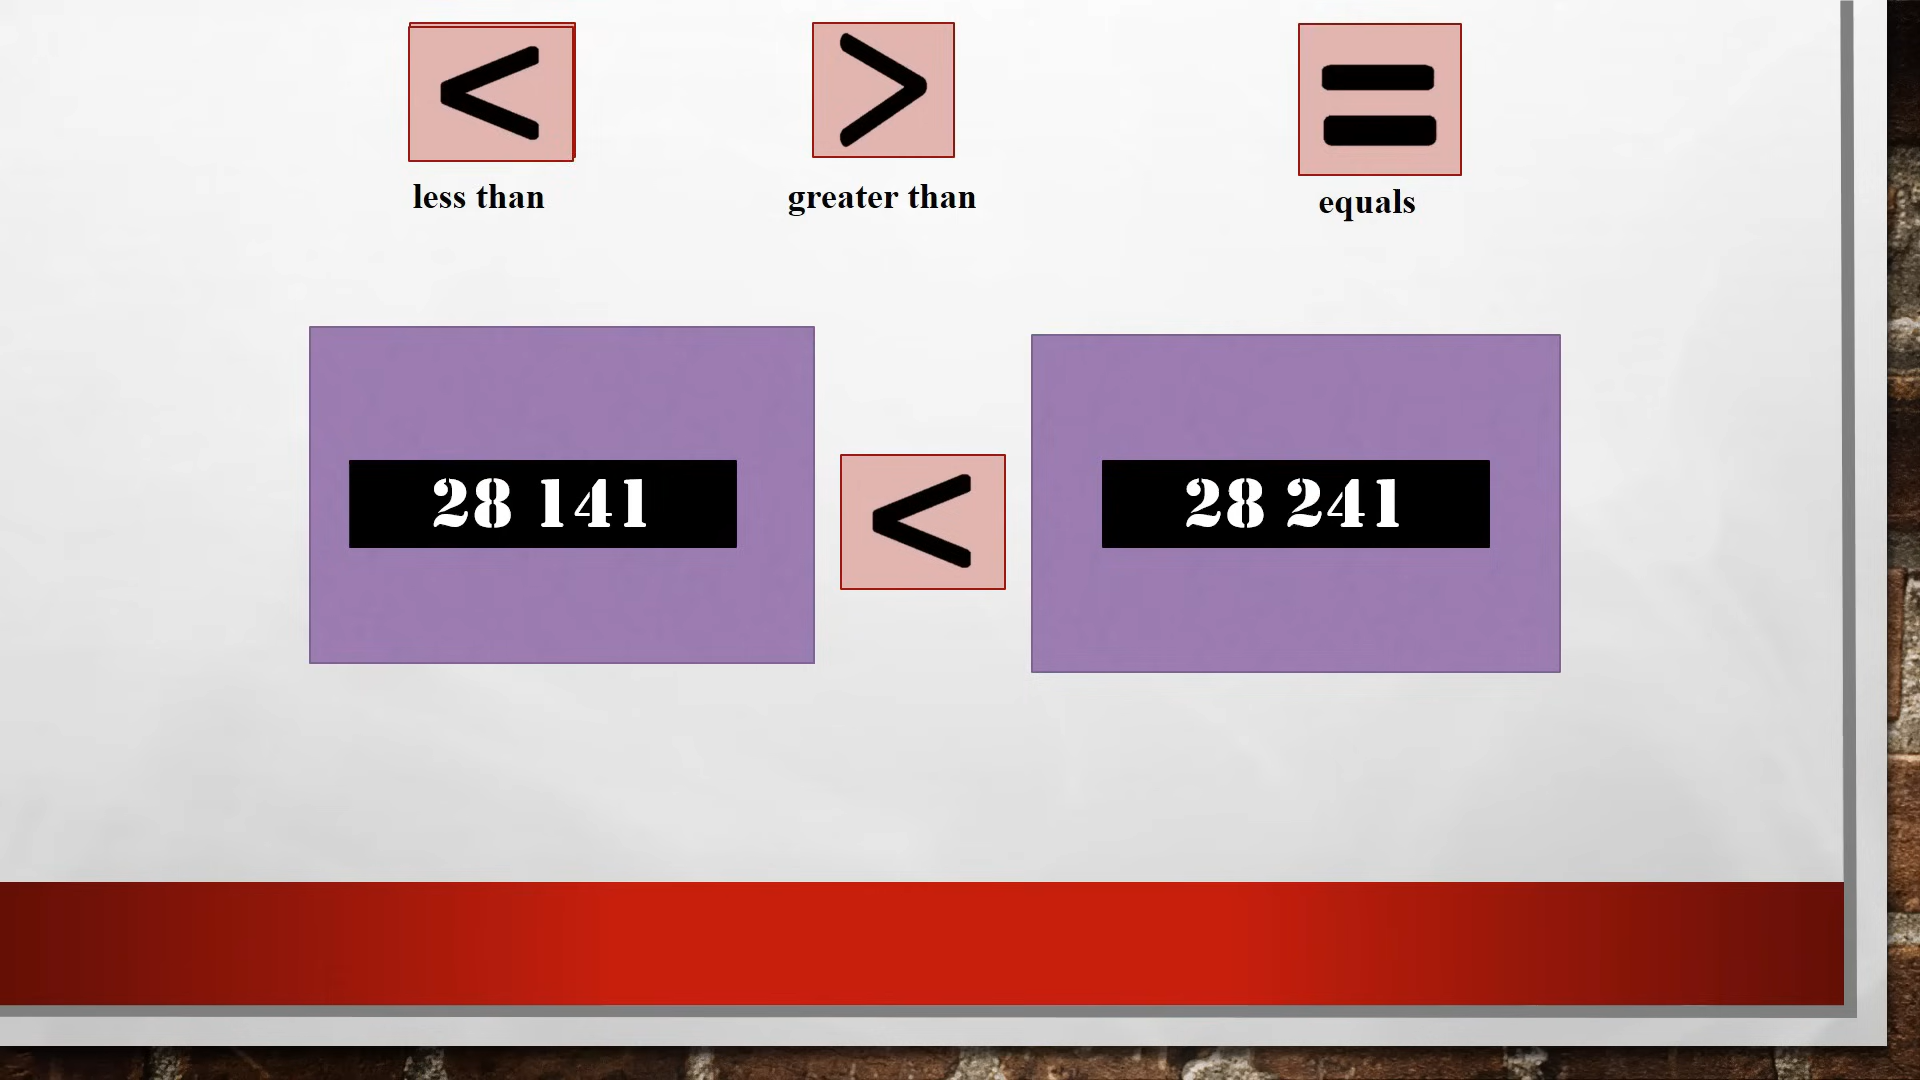 < > =
less than greater than equals
28 141 < 28 241